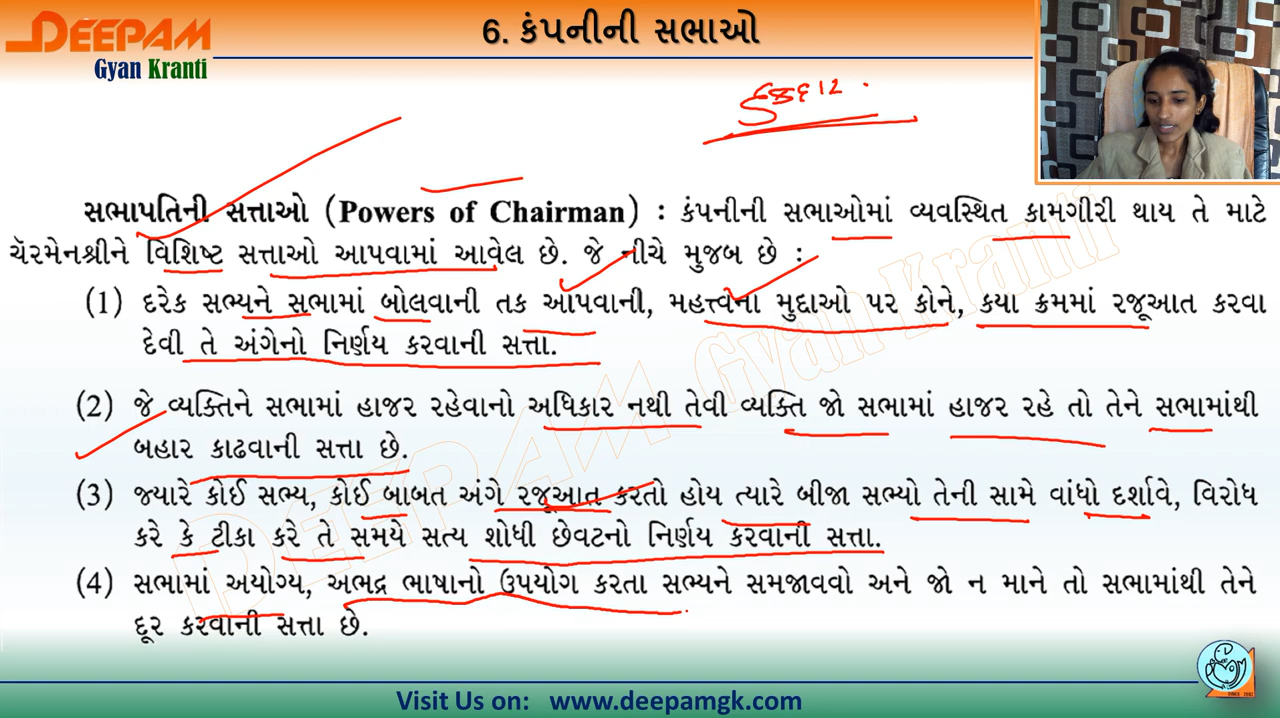 DEEPAM
Gyan Kranti
6. કંપનીની સભાઓ
સભાપતિની સત્તાઓ (Powers of Chairman) : કંપનીની સભાઓમાં વ્યવસ્થિત કામગીરી થાય તે માટે
ચૅરમેનશ્રીને વિશિષ્ટ સત્તાઓ આપવામાં આવેલ છે. જે નીચે મુજબ છે :
(1) દરેક સભ્યને સભામાં બોલવાની તક આપવાની, મહત્ત્વના મુદ્દાઓ પર કોને, કયા ક્રમમાં રજૂઆત કરવા
દેવી તે અંગેનો નિર્ણય કરવાની સત્તા.
(2) જે વ્યક્તિને સભામાં હાજર રહેવાનો અધિકાર નથી તેવી વ્યક્તિ જો સભામાં હાજર રહે તો તેને સભામાંથી
બહાર કાઢવાની સત્તા છે.
(3) જ્યારે કોઈ સભ્ય, કોઈ બાબત અંગે રજૂઆત કરતો હોય ત્યારે બીજા સભ્યો તેની સામે વાંધો દર્શાવે, વિરોધ
કરે કે ટીકા કરે તે સમયે સત્ય શોધી છેવટનો નિર્ણય કરવાની સત્તા.
(4) સભામાં અયોગ્ય, અભદ્ર ભાષાનો ઉપયોગ કરતા સભ્યને સમજાવવો અને જો ન માને તો સભામાંથી તેને
દૂર કરવાની સત્તા છે.
DEEPAM Gyan Kranti
Visit Us on: www.deepamgk.com